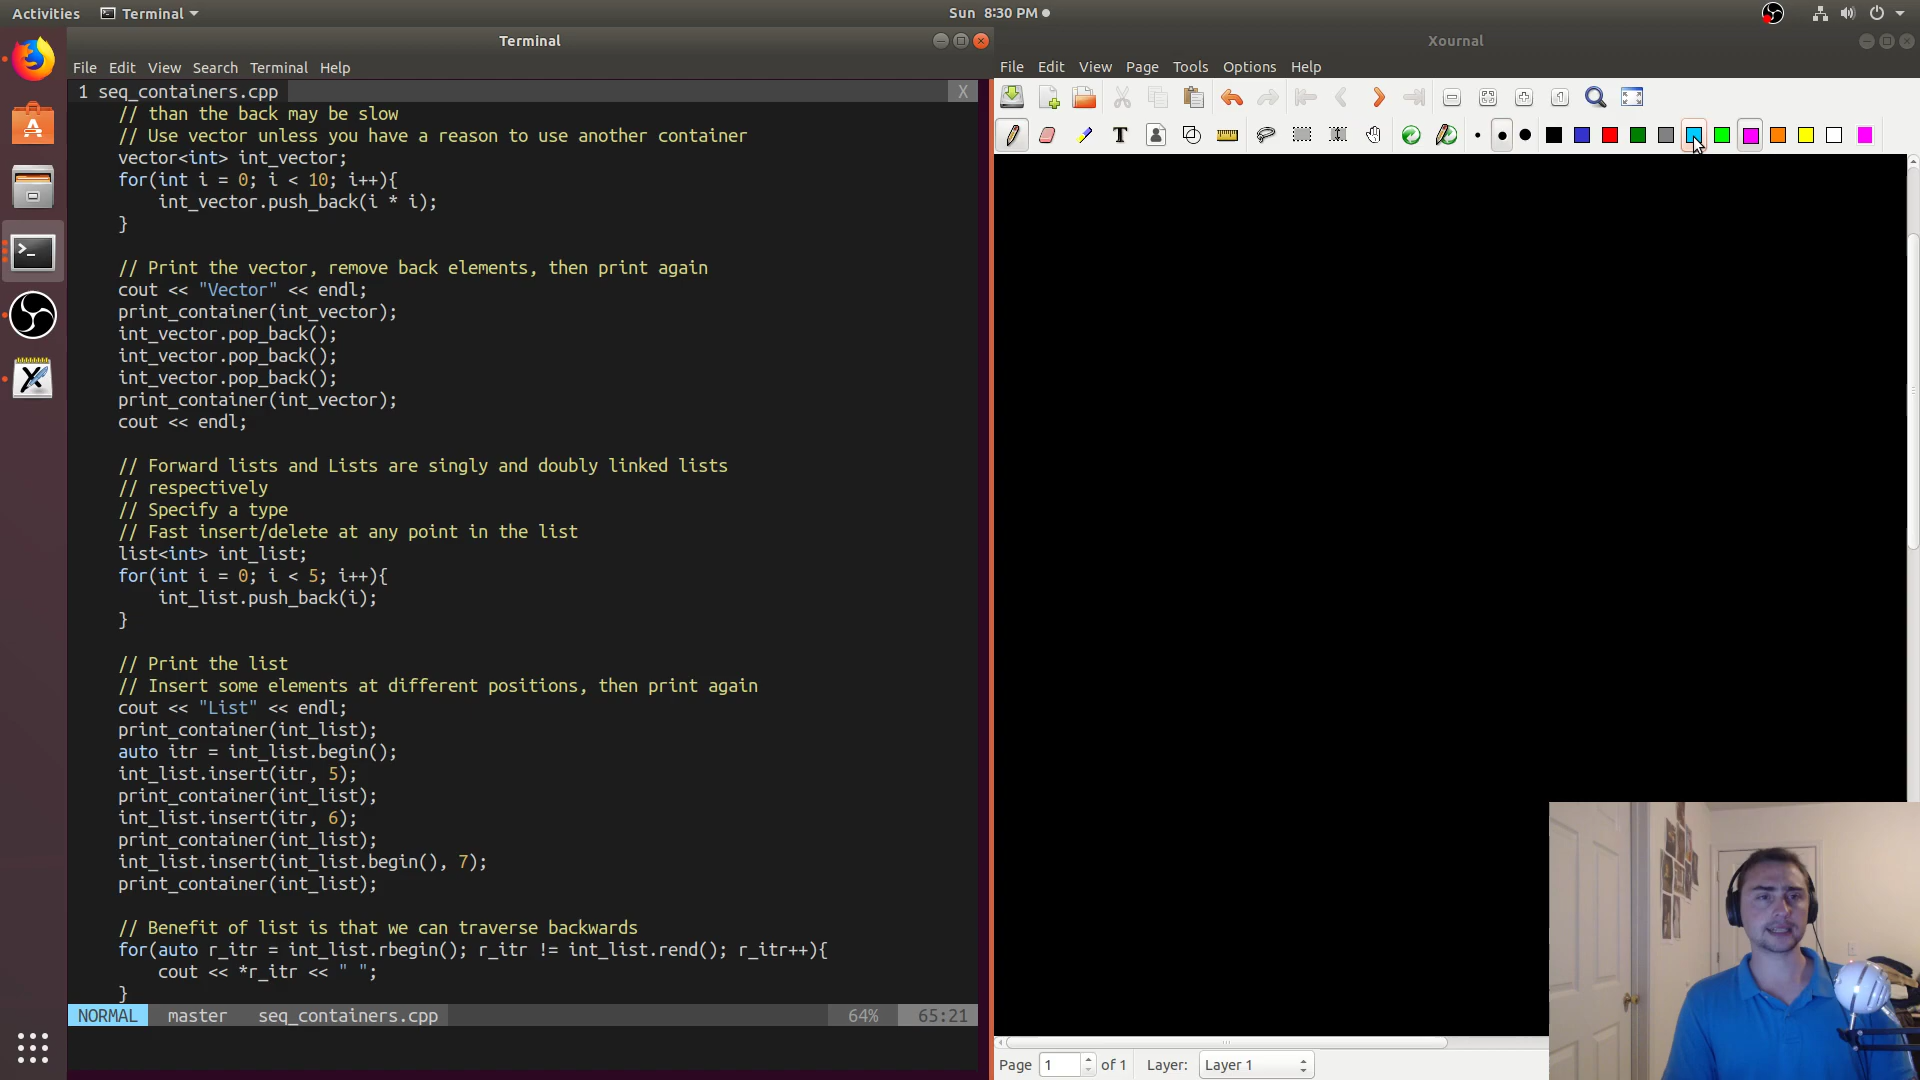 Activities Terminal Sun 8:30 PM
Terminal
File Edit View Search Terminal Help
1 seq_containers.cpp X
// than the back may be slow
// Use vector unless you have a reason to use another container
vector<int> int_vector;
for(int i = 0; i < 10; i++){
int_vector.push_back(i * i);
}
// Print the vector, remove back elements, then print again
cout << "Vector" << endl;
print_container(int_vector);
int_vector.pop_back();
int_vector.pop_back();
int_vector.pop_back();
print_container(int_vector);
cout << endl;
// Forward lists and Lists are singly and doubly linked lists
// respectively
// Specify a type
// Fast insert/delete at any point in the list
list<int> int_list;
for(int i = 0; i < 5; i++){
int_list.push_back(i);
}
// Print the list
// Insert some elements at different positions, then print again
cout << "List" << endl;
print_container(int_list);
auto itr = int_list.begin();
int_list.insert(itr, 5);
print_container(int_list);
int_list.insert(itr, 6);
print_container(int_list);
int_list.insert(int_list.begin(), 7);
print_container(int_list);
// Benefit of list is that we can traverse backwards
for(auto r_itr = int_list.rbegin(); r_itr != int_list.rend(); r_itr++){
cout << *r_itr << " ";
}
NORMAL master seq_containers.cpp 64% 65:21
Xournal
File Edit View Page Tools Options Help
T
Page 1 of 1 Layer: Layer 1